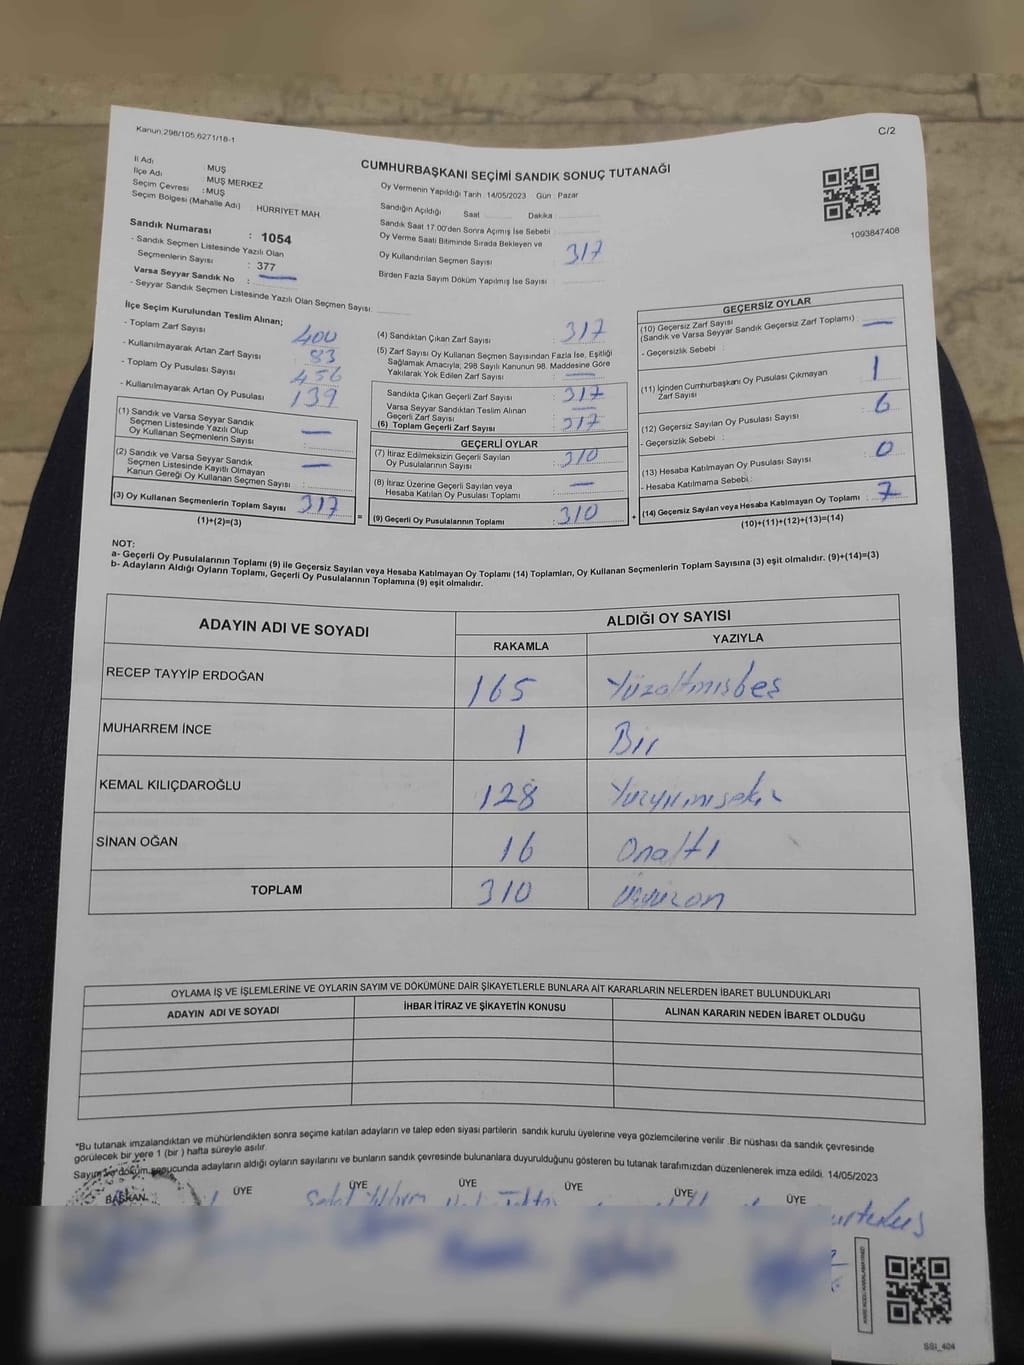 Kanun:298/105,6271/18-1
C/2
CUMHURBAŞKANI SEÇİMİ SANDIK SONUÇ TUTANAĞI
İl Adı : MUŞ
İlçe Adı : MUŞ MERKEZ
Seçim Çevresi : MUŞ
Seçim Bölgesi (Mahalle Adı) HÜRRİYET MAH.
Sandık Numarası : 1054
- Sandık Seçmen Listesinde Yazılı Olan
Seçmenlerin Sayısı : 377
Varsa Seyyar Sandık No :
- Seyyar Sandık Seçmen Listesinde Yazılı Olan Seçmen Sayısı:
Oy Vermenin Yapıldığı Tarih : 14/05/2023 Gün : Pazar
Sandığın Açıldığı Saat Dakika :
Sandık Saat 17.00'den Sonra Açımış İse Sebebi :
Oy Verme Saati Bitiminde Sırada Bekleyen ve
Oy Kullandırılan Seçmen Sayısı : 317
Birden Fazla Sayım Döküm Yapılmış İse Sayısı :
1093847408
İlçe Seçim Kurulundan Teslim Alınan;
- Toplam Zarf Sayısı : 400
- Kullanılmayarak Artan Zarf Sayısı : 83
- Toplam Oy Pusulası Sayısı : 456
- Kullanılmayarak Artan Oy Pusulası : 139
(1) Sandık ve Varsa Seyyar Sandık
Seçmen Listesinde Yazılı Olup
Oy Kullanan Seçmenlerin Sayısı : —
(2) Sandık ve Varsa Seyyar Sandık
Seçmen Listesinde Kayıtlı Olmayan
Kanun Gereği Oy Kullanan Seçmen Sayısı : —
(3) Oy Kullanan Seçmenlerin Toplam Sayısı 317
(1)+(2)=(3)
(4) Sandıktan Çıkan Zarf Sayısı : 317
(5) Zarf Sayısı Oy Kullanan Seçmen Sayısından Fazla İse, Eşitliği
Sağlamak Amacıyla; 298 Sayılı Kanunun 98. Maddesine Göre
Yakılarak Yok Edilen Zarf Sayısı : —
Sandıkta Çıkan Geçerli Zarf Sayısı : 317
Varsa Seyyar Sandıktan Teslim Alınan
Geçerli Zarf Sayısı : —
(6) Toplam Geçerli Zarf Sayısı : 317
GEÇERLİ OYLAR
(7) İtiraz Edilmeksizin Geçerli Sayılan
Oy Pusulalarının Sayısı : 310
(8) İtiraz Üzerine Geçerli Sayılan veya
Hesaba Katılan Oy Pusulası Toplamı : —
(9) Geçerli Oy Pusulalarının Toplamı : 310
GEÇERSİZ OYLAR
(10) Geçersiz Zarf Sayısı
(Sandık ve Varsa Seyyar Sandık Geçersiz Zarf Toplamı) : —
- Geçersizlik Sebebi :
(11) İçinden Cumhurbaşkanı Oy Pusulası Çıkmayan
Zarf Sayısı : 1
(12) Geçersiz Sayılan Oy Pusulası Sayısı : 6
- Geçersizlik Sebebi :
(13) Hesaba Katılmayan Oy Pusulası Sayısı : 0
- Hesaba Katılmama Sebebi :
(14) Geçersiz Sayılan veya Hesaba Katılmayan Oy Toplamı : 7
(10)+(11)+(12)+(13)=(14)
NOT:
a- Geçerli Oy Pusulalarının Toplamı (9) ile Geçersiz Sayılan veya Hesaba Katılmayan Oy Toplamı (14) Toplamları, Oy Kullanan Seçmenlerin Toplam Sayısına (3) eşit olmalıdır. (9)+(14)=(3)
b- Adayların Aldığı Oyların Toplamı, Geçerli Oy Pusulalarının Toplamına (9) eşit olmalıdır.
ADAYIN ADI VE SOYADI
ALDIĞI OY SAYISI
RAKAMLA YAZIYLA
RECEP TAYYİP ERDOĞAN 165 Yüzaltmışbeş
MUHARREM İNCE 1 Bir
KEMAL KILIÇDAROĞLU 128 Yüzyirmisekiz
SİNAN OĞAN 16 Onaltı
TOPLAM 310 Üçyüzon
OYLAMA İŞ VE İŞLEMLERİNE VE OYLARIN SAYIM VE DÖKÜMÜNE DAİR ŞİKAYETLERLE BUNLARA AİT KARARLARIN NELERDEN İBARET BULUNDUKLARI
ADAYIN ADI VE SOYADI İHBAR İTİRAZ VE ŞİKAYETİN KONUSU ALINAN KARARIN NEDEN İBARET OLDUĞU
*Bu tutanak imzalandıktan ve mühürlendikten sonra seçime katılan adayların ve talep eden siyasi partilerin sandık kurulu üyelerine veya gözlemcilerine verilir .Bir nüshası da sandık çevresinde
görülecek bir yere 1 (bir ) hafta süreyle asılır.
Sayım ve döküm sonucunda adayların aldığı oyların sayılarını ve bunların sandık çevresinde bulunanlara duyurulduğunu gösteren bu tutanak tarafımızdan düzenlenerek imza edildi. 14/05/2023
BAŞKAN ÜYE ÜYE ÜYE ÜYE ÜYE ÜYE
SSİ_404